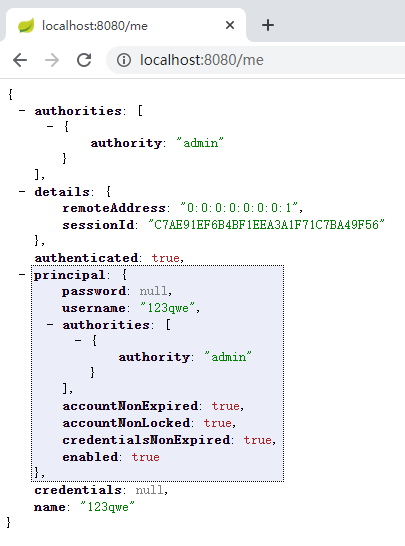 localhost:8080/me
localhost:8080/me
{
- authorities: [
- {
authority: "admin"
}
],
- details: {
remoteAddress: "0:0:0:0:0:0:0:1",
sessionId: "C7AE91EF6B4BF1EEA3A1F71C7BA49F56"
},
authenticated: true,
- principal: {
password: null,
username: "123qwe",
- authorities: [
- {
authority: "admin"
}
],
accountNonExpired: true,
accountNonLocked: true,
credentialsNonExpired: true,
enabled: true
},
credentials: null,
name: "123qwe"
}